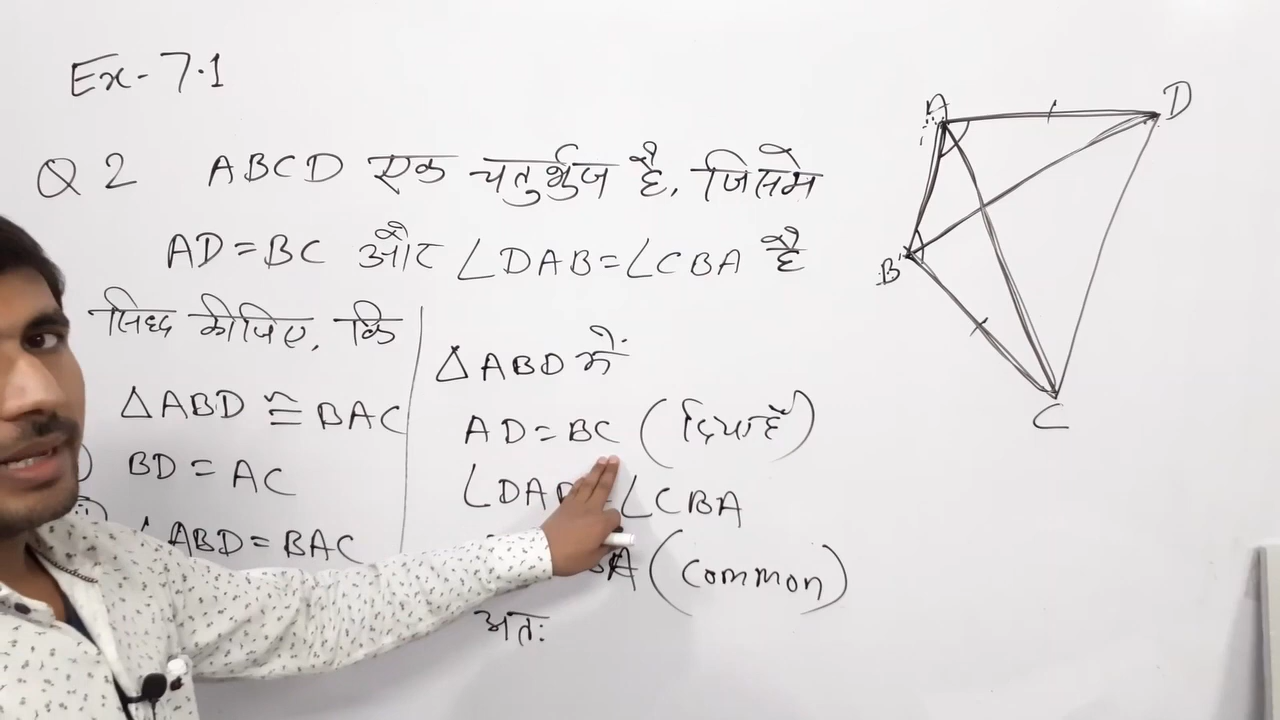 Ex-7.1
Q 2 ABCD एक चतुर्भुज है, जिसमे
AD=BC और ∠DAB=∠CBA है
सिध्द कीजिए, कि
△ABD ≅ BAC
BD = AC
ABD = BAC
△ABD में
AD=BC (दिया है)
∠DAB=∠CBA
BA (common)
अतः
A
D
B
C